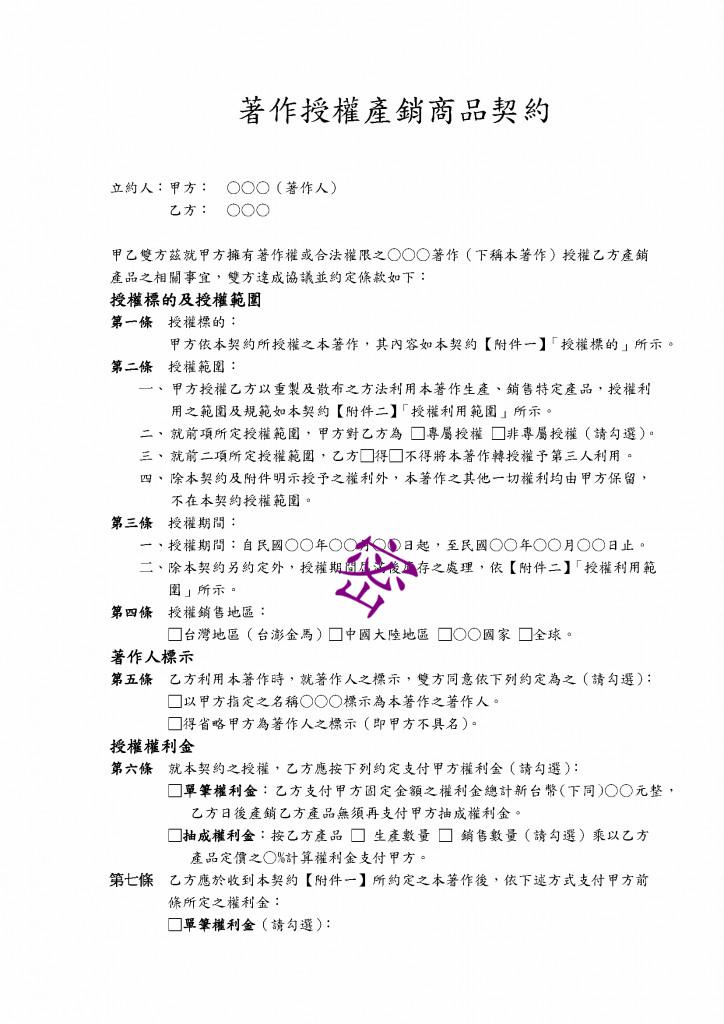 著作授權產銷商品契約
立約人：甲方： ○○○（著作人）
乙方： ○○○
甲乙雙方茲就甲方擁有著作權或合法權限之○○○著作（下稱本著作）授權乙方產銷
產品之相關事宜，雙方達成協議並約定條款如下：
授權標的及授權範圍
第一條 授權標的：
甲方依本契約所授權之本著作，其內容如本契約【附件一】「授權標的」所示。
第二條 授權範圍：
一、甲方授權乙方以重製及散布之方法利用本著作生產、銷售特定產品，授權利
用之範圍及規範如本契約【附件二】「授權利用範圍」所示。
二、就前項所定授權範圍，甲方對乙方為 □專屬授權 □非專屬授權（請勾選）。
三、就前二項所定授權範圍，乙方□得□不得將本著作轉授權予第三人利用。
四、除本契約及附件明示授予之權利外，本著作之其他一切權利均由甲方保留，
不在本契約授權範圍。
第三條 授權期間：
一、授權期間：自民國○○年○○月○○日起，至民國○○年○○月○○日止。
二、除本契約另約定外，授權期間屆滿後庫存之處理，依【附件二】「授權利用範
圍」所示。
密
第四條 授權銷售地區：
□台灣地區（台澎金馬）□中國大陸地區 □○○國家 □全球。
著作人標示
第五條 乙方利用本著作時，就著作人之標示，雙方同意依下列約定為之（請勾選）：
□以甲方指定之名稱○○○標示為本著作之著作人。
□得省略甲方為著作人之標示（即甲方不具名）。
授權權利金
第六條 就本契約之授權，乙方應按下列約定支付甲方權利金（請勾選）：
□單筆權利金：乙方支付甲方固定金額之權利金總計新台幣(下同)○○元整，
乙方日後產銷乙方產品無須再支付甲方抽成權利金。
□抽成權利金：按乙方產品 □ 生產數量 □ 銷售數量（請勾選）乘以乙方
產品定價之○%計算權利金支付甲方。
第七條 乙方應於收到本契約【附件一】所約定之本著作後，依下述方式支付甲方前
條所定之權利金：
□單筆權利金（請勾選）：